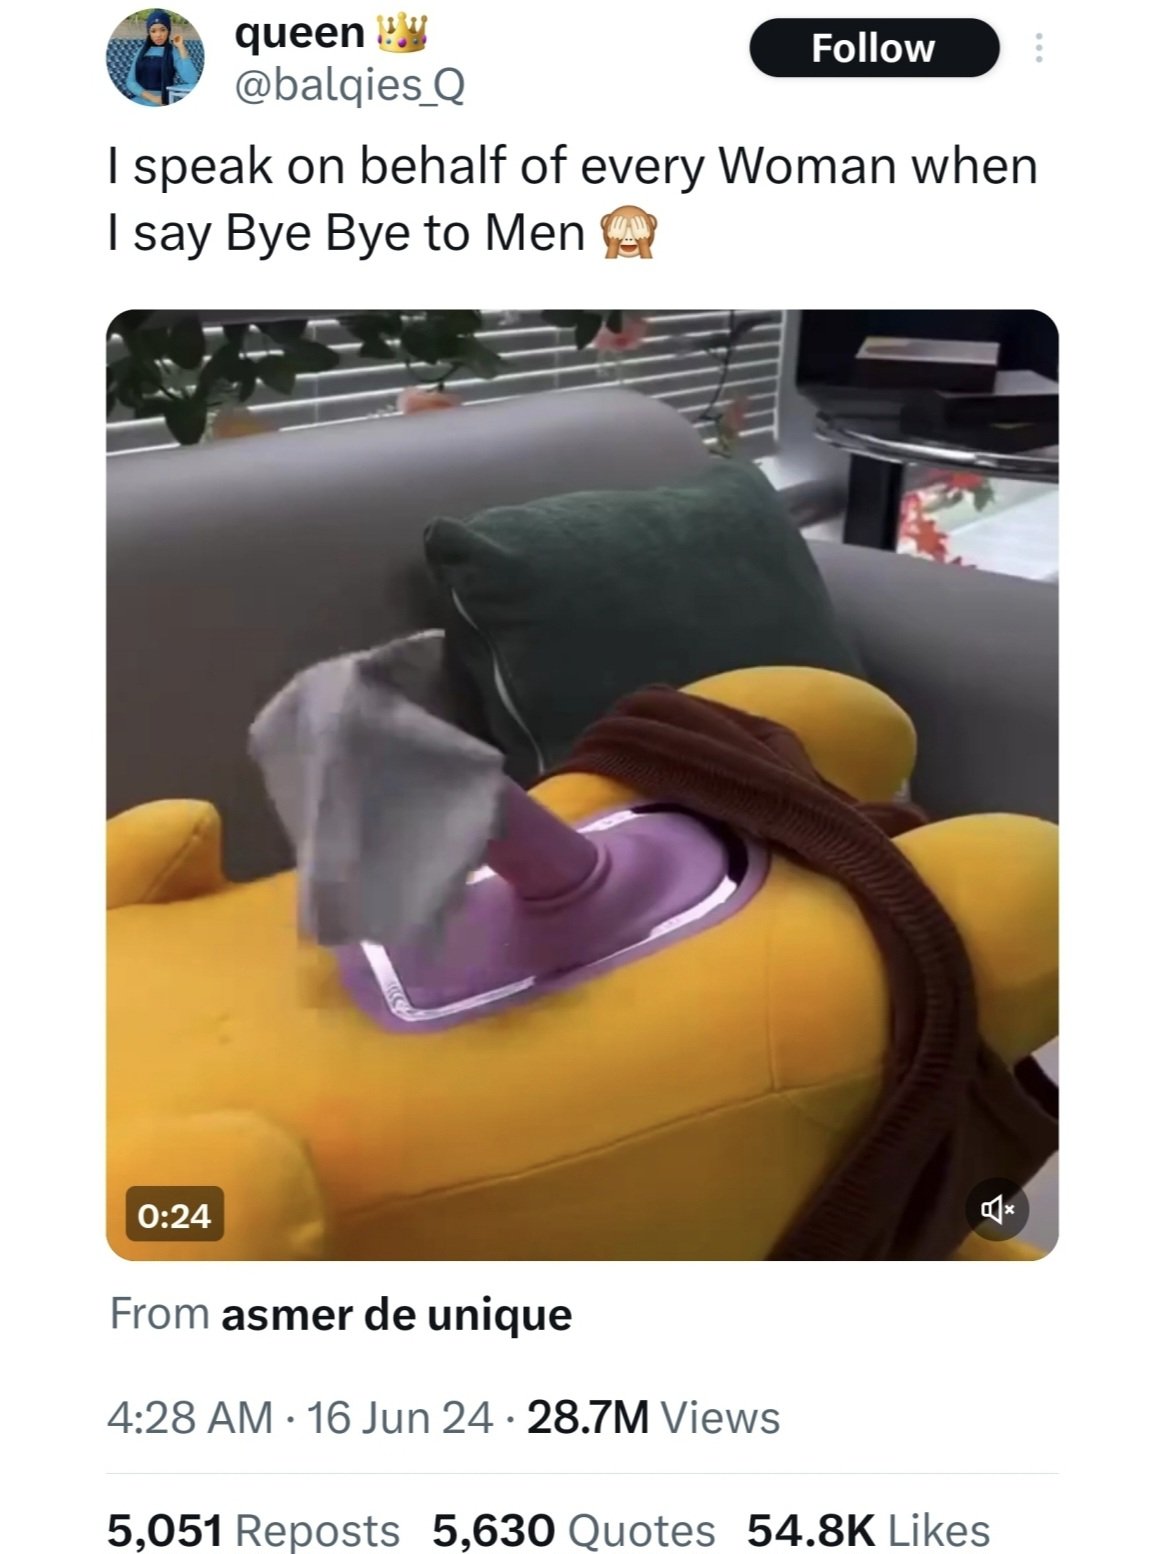 queen 👑
@balqies_Q
Follow
I speak on behalf of every Woman when
I say Bye Bye to Men 🙈
0:24
From asmer de unique
4:28 AM · 16 Jun 24 · 28.7M Views
5,051 Reposts 5,630 Quotes 54.8K Likes